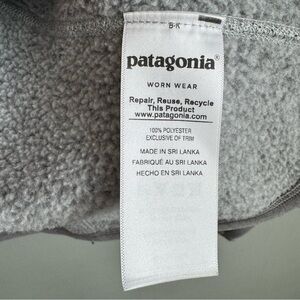 B-K
patagonia®
WORN WEAR
Repair, Reuse, Recycle
This Product
www.patagonia.com
100% POLYESTER
EXCLUSIVE OF TRIM
MADE IN SRI LANKA
FABRIQUÉ AU SRI LANKA
HECHO EN SRI LANKA